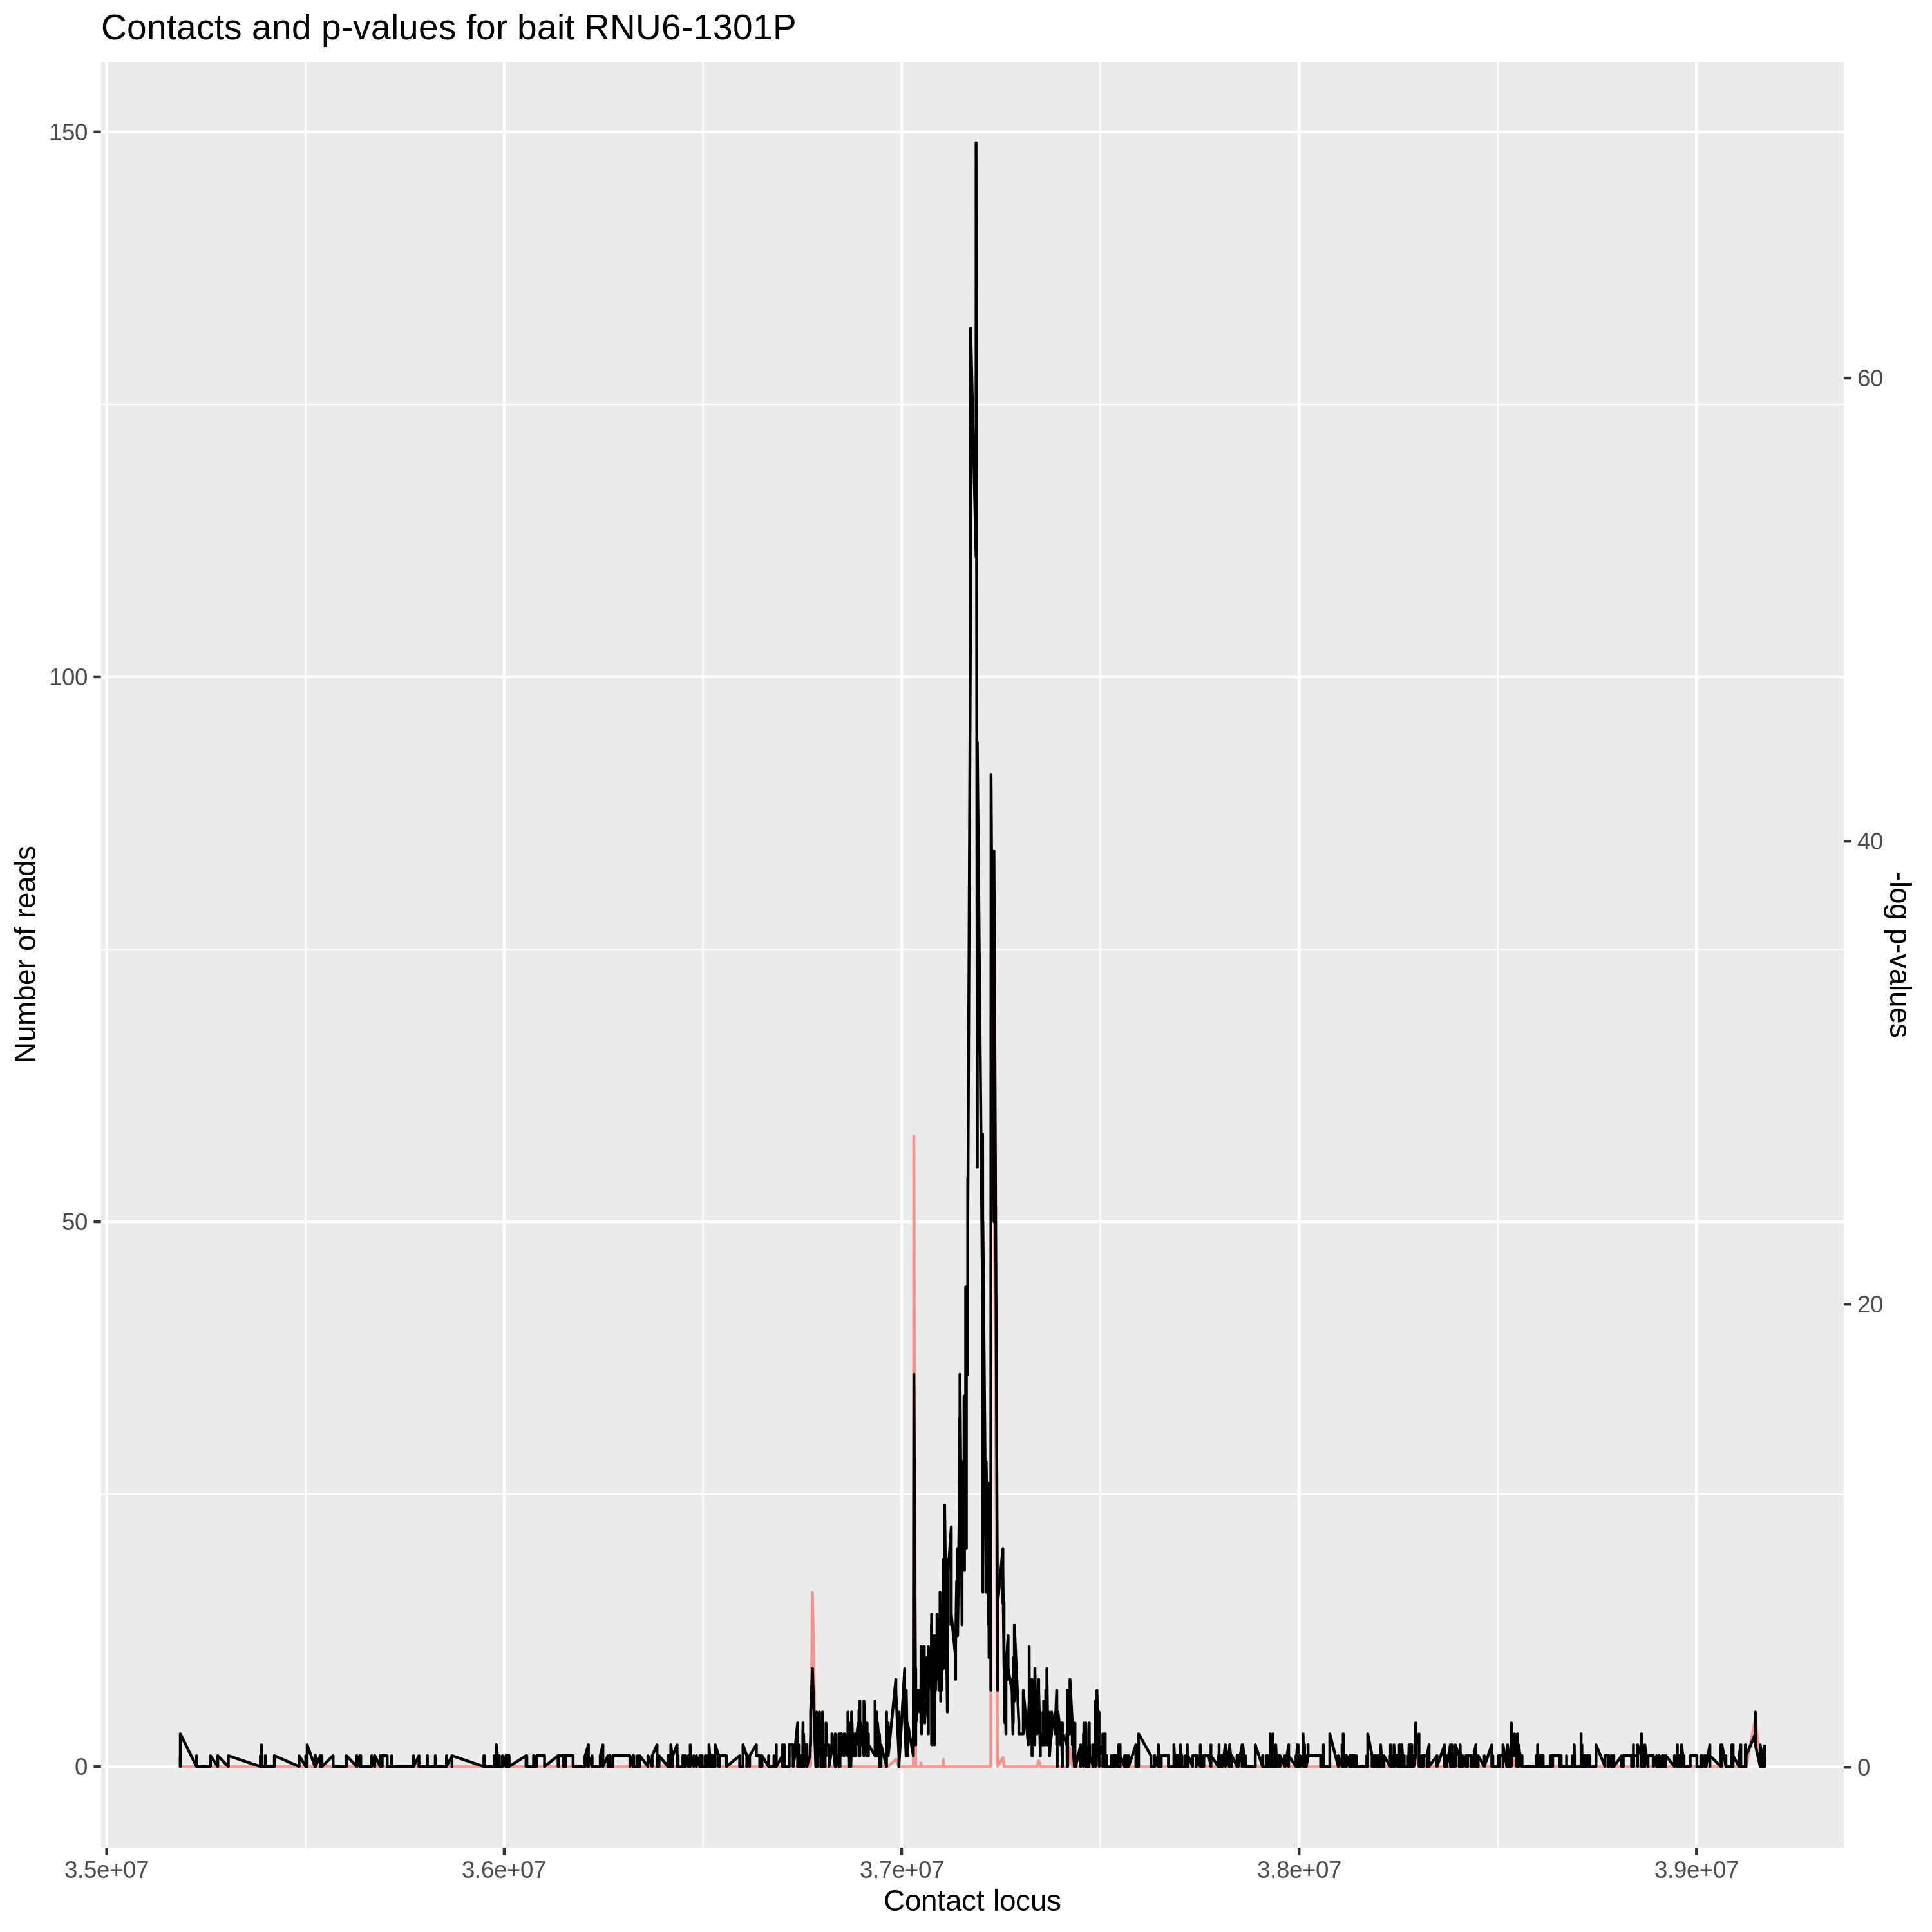 Contacts and p-values for bait RNU6-1301P
150
100
50
0
Number of reads
60
40
20
0
-log p-values
3.5e+07
3.6e+07
3.7e+07
3.8e+07
3.9e+07
Contact locus